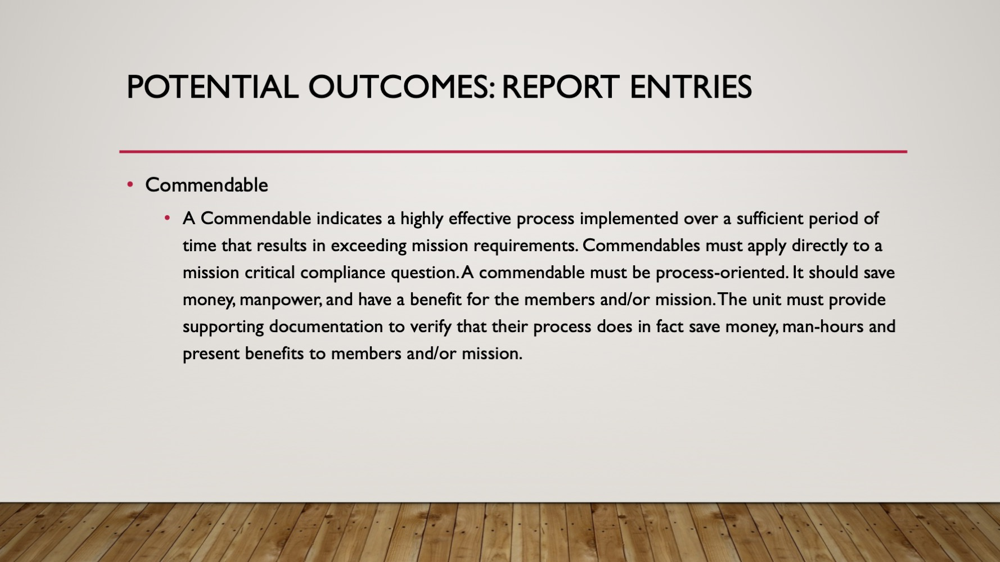 POTENTIAL OUTCOMES: REPORT ENTRIES
• Commendable
• A Commendable indicates a highly effective process implemented over a sufficient period of
time that results in exceeding mission requirements. Commendables must apply directly to a
mission critical compliance question. A commendable must be process-oriented. It should save
money, manpower, and have a benefit for the members and/or mission. The unit must provide
supporting documentation to verify that their process does in fact save money, man-hours and
present benefits to members and/or mission.